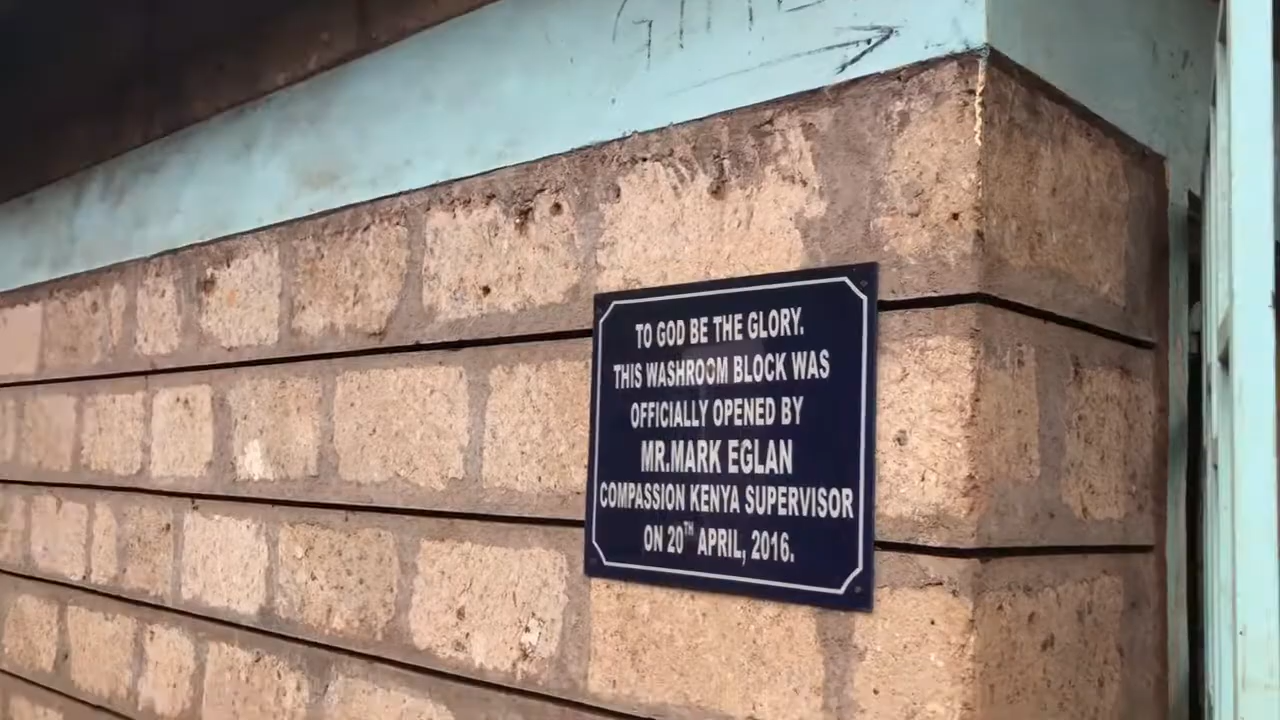 TO GOD BE THE GLORY.
THIS WASHROOM BLOCK WAS
OFFICIALLY OPENED BY
MR.MARK EGLAN
COMPASSION KENYA SUPERVISOR
ON 20TH APRIL, 2016.